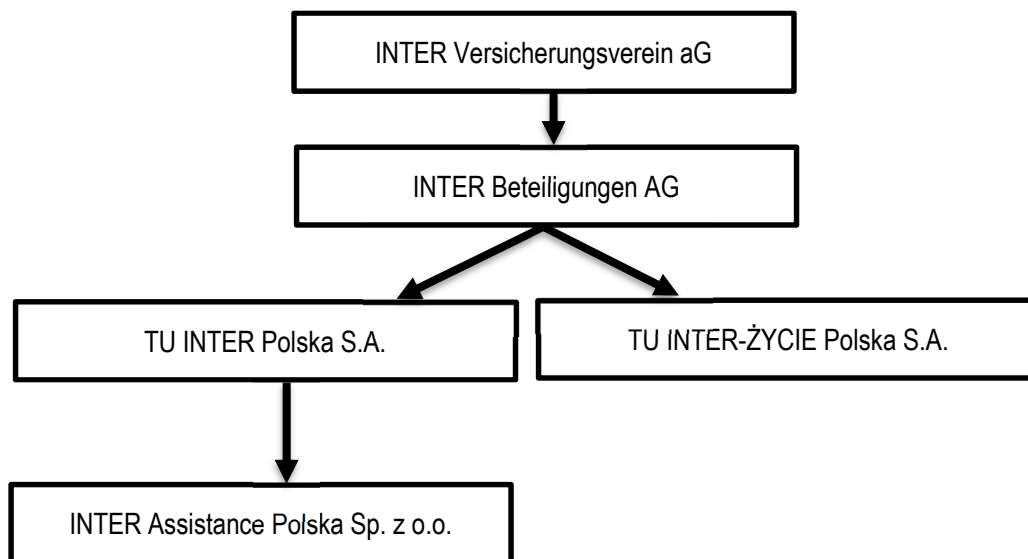 INTER Versicherungsverein aG
INTER Beteiligungen AG
TU INTER Polska S.A.
TU INTER-ŻYCIE Polska S.A.
INTER Assistance Polska Sp. z o.o.